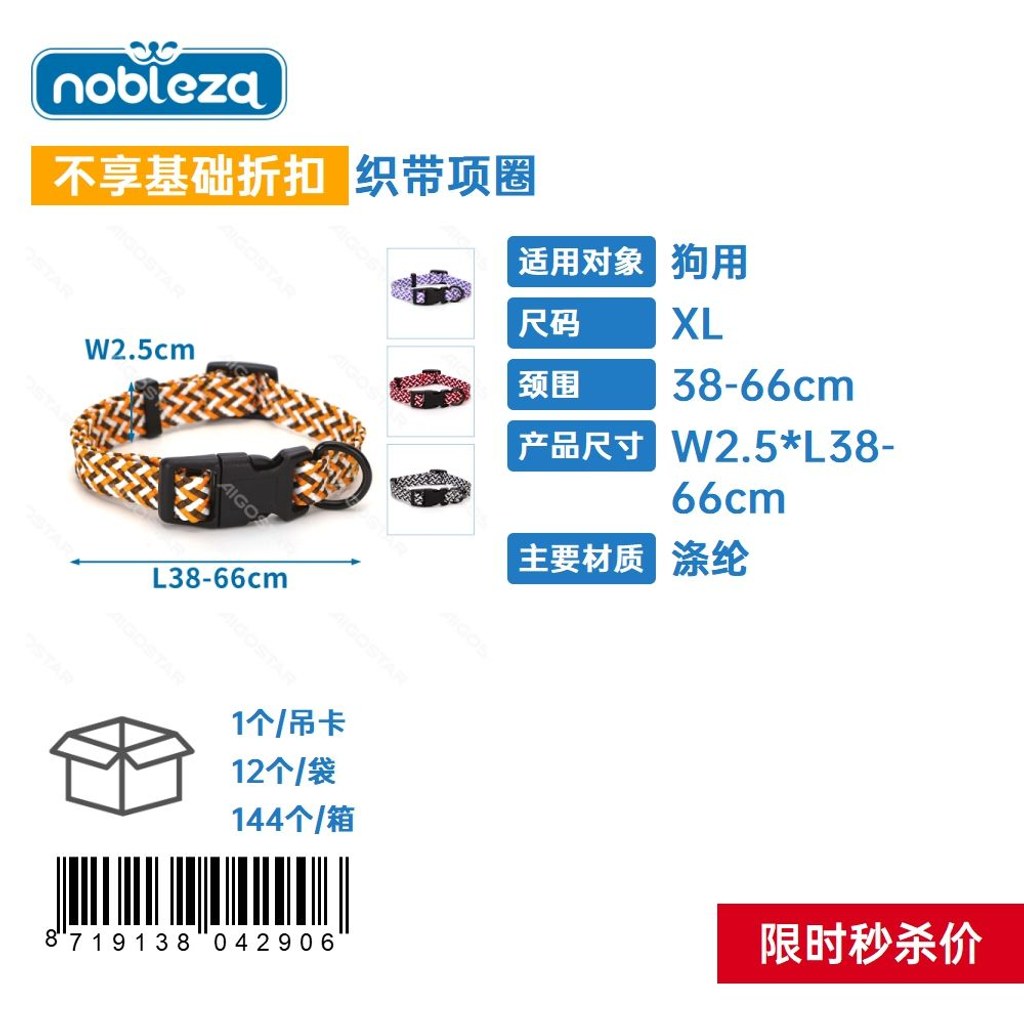 nobleza
不享基础折扣 织带项圈
适用对象 狗用
尺码 XL
颈围 38-66cm
产品尺寸 W2.5*L38-
66cm
主要材质 涤纶
W2.5cm
L38-66cm
AIGOSTAR
1个/吊卡
12个/袋
144个/箱
8 719138 042906
限时秒杀价